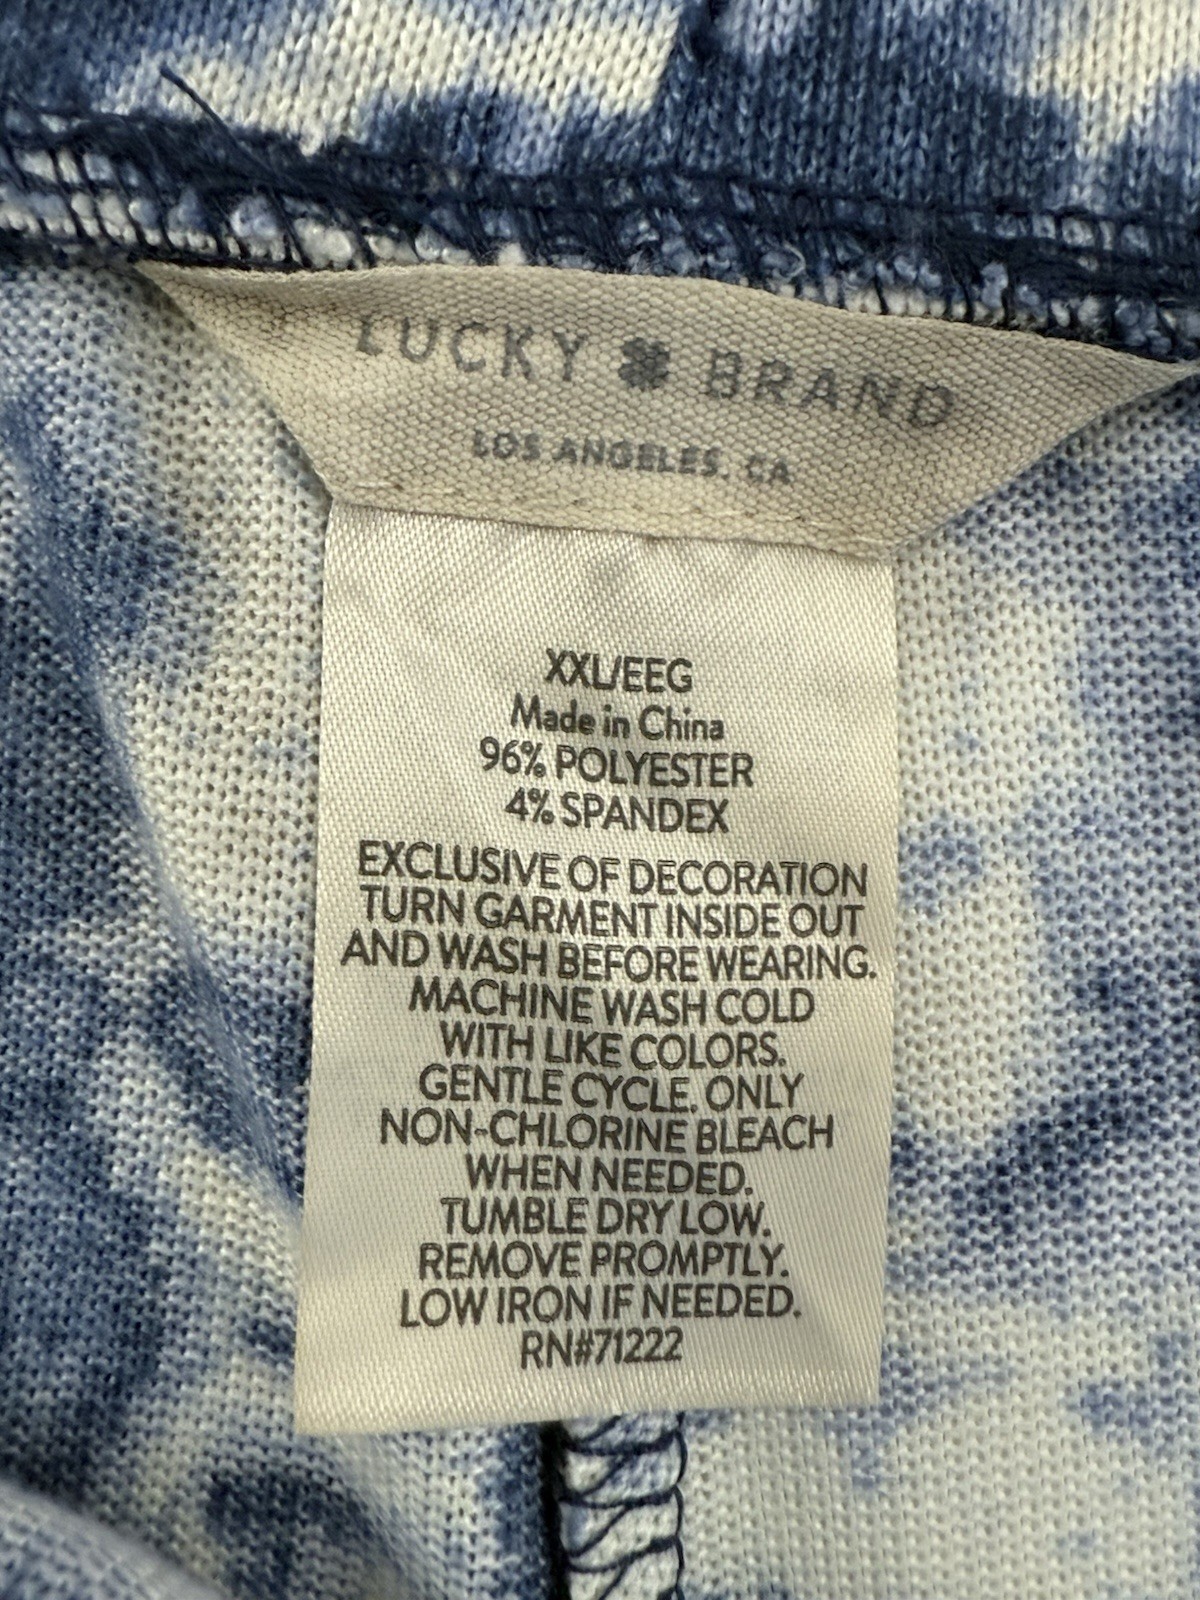 LUCKY BRAND
LOS ANGELES, CA
XXL/EEG
Made in China
96% POLYESTER
4% SPANDEX
EXCLUSIVE OF DECORATION
TURN GARMENT INSIDE OUT
AND WASH BEFORE WEARING.
MACHINE WASH COLD
WITH LIKE COLORS.
GENTLE CYCLE. ONLY
NON-CHLORINE BLEACH
WHEN NEEDED.
TUMBLE DRY LOW.
REMOVE PROMPTLY.
LOW IRON IF NEEDED.
RN#71222